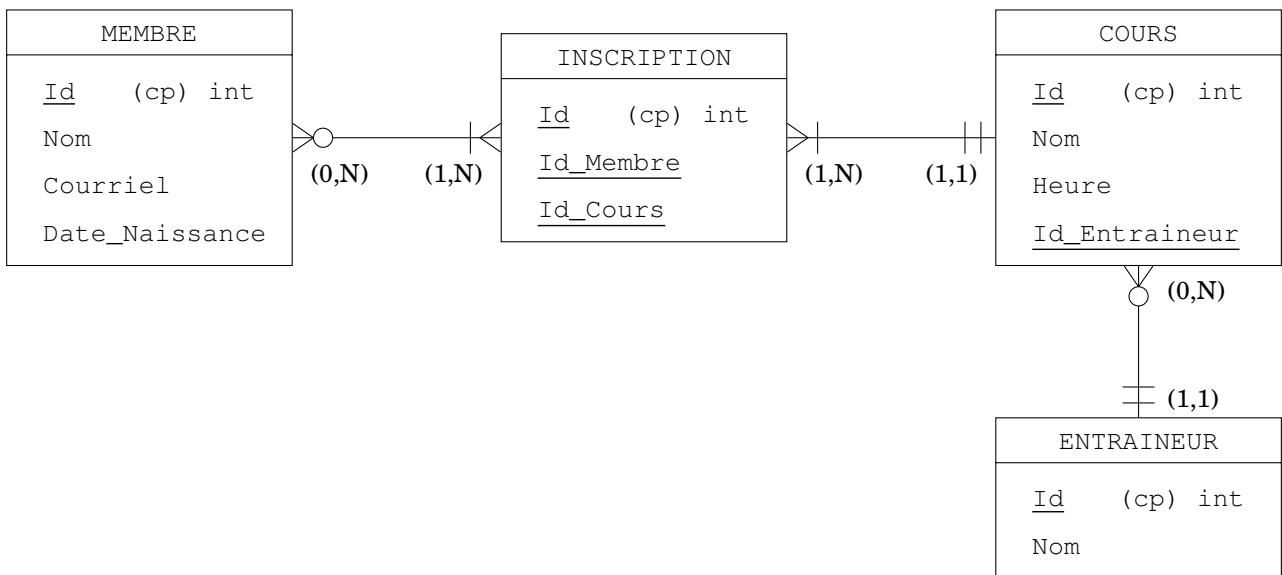 MEMBRE
Id (cp) int
Nom
Courriel
Date_Naissance
(0,N)
(1,N)
INSCRIPTION
Id (cp) int
Id_Membre
Id_Cours
(1,N)
(1,1)
COURS
Id (cp) int
Nom
Heure
Id_Entraineur
(0,N)
(1,1)
ENTRAINEUR
Id (cp) int
Nom